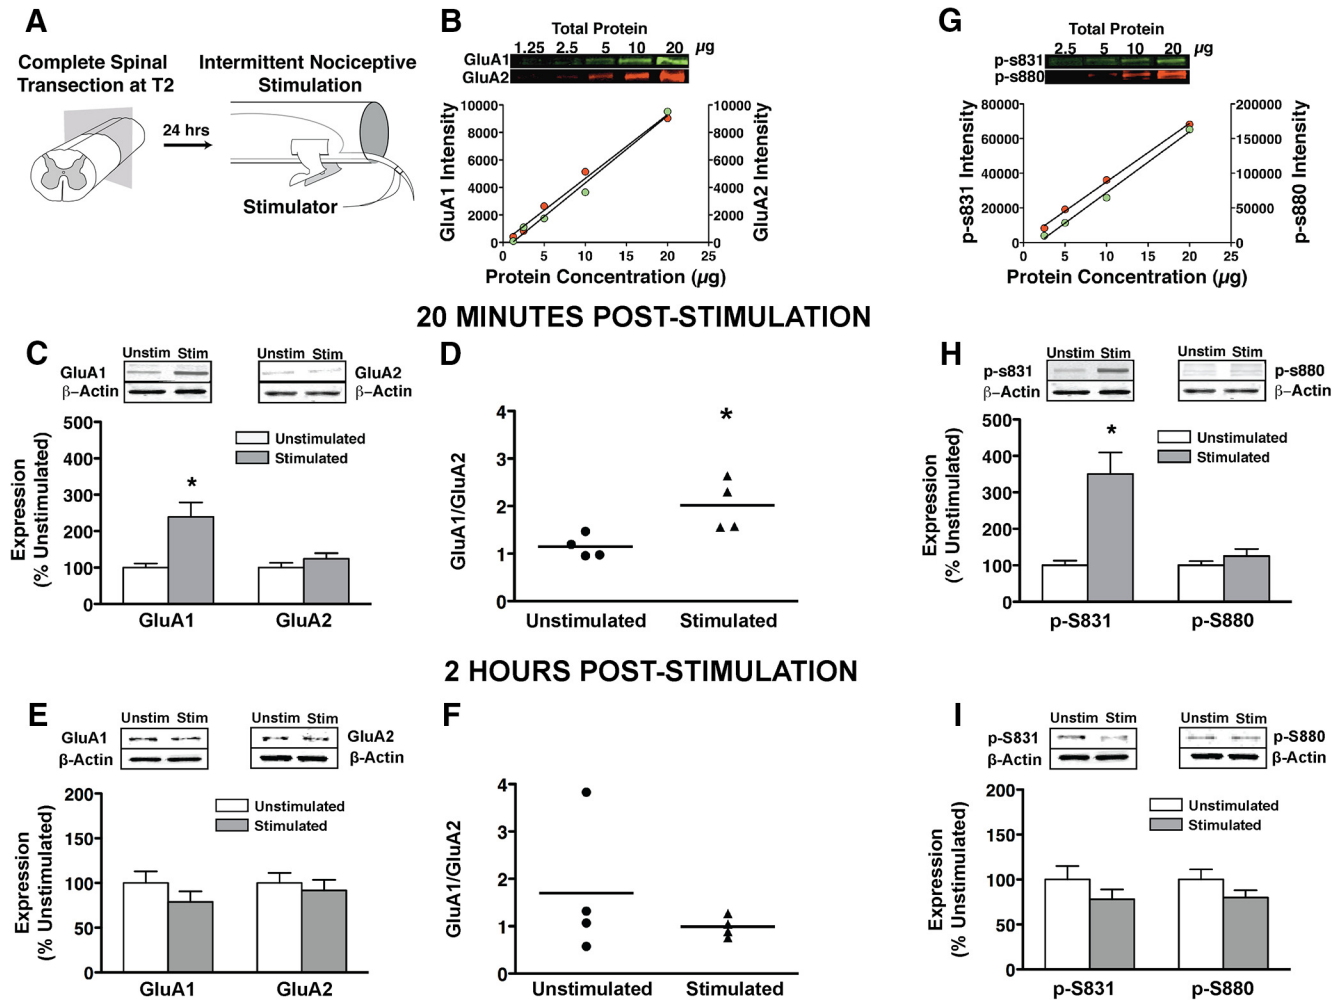 A
Complete Spinal
Transection at T2
24 hrs
Intermittent Nociceptive
Stimulation
Stimulator
B
Total Protein
1.25 2.5 5 10 20 µg
GluA1
GluA2
GluA1 Intensity
10000
8000
6000
4000
2000
0
GluA2 Intensity
10000
8000
6000
4000
2000
0
0 5 10 15 20 25
Protein Concentration (µg)
G
Total Protein
2.5 5 10 20 µg
p-s831
p-s880
p-s831 Intensity
80000
60000
40000
20000
0
p-s880 Intensity
200000
150000
100000
50000
0
0 5 10 15 20 25
Protein Concentration (µg)
20 MINUTES POST-STIMULATION
C
Unstim Stim
GluA1
β–Actin
Unstim Stim
GluA2
β–Actin
Expression
(% Unstimulated)
500
400
300
200
100
0
Unstimulated
Stimulated
*
GluA1 GluA2
D
GluA1/GluA2
4
3
2
1
0
*
Unstimulated Stimulated
H
Unstim Stim
p-s831
β–Actin
Unstim Stim
p-s880
β–Actin
Expression
(% Unstimulated)
500
400
300
200
100
0
Unstimulated
Stimulated
*
p-S831 p-S880
2 HOURS POST-STIMULATION
E
Unstim Stim
GluA1
β-Actin
Unstim Stim
GluA2
β-Actin
Expression
(% Unstimulated)
200
150
100
50
0
Unstimulated
Stimulated
GluA1 GluA2
F
GluA1/GluA2
4
3
2
1
0
Unstimulated Stimulated
I
Unstim Stim
p-S831
β-Actin
Unstim Stim
p-S880
β-Actin
Expression
(% Unstimulated)
200
150
100
50
0
Unstimulated
Stimulated
p-S831 p-S880